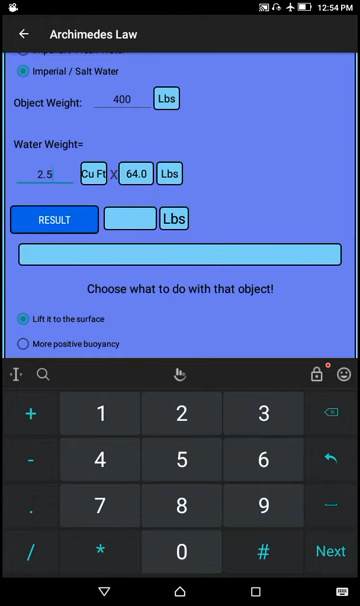 12:54 PM
Archimedes Law
Imperial / Salt Water
Object Weight: 400 Lbs
Water Weight=
2.5 Cu Ft X 64.0 Lbs
RESULT Lbs
Choose what to do with that object!
Lift it to the surface
More positive buoyancy
+ 1 2 3
- 4 5 6
. 7 8 9
/ * 0 # Next